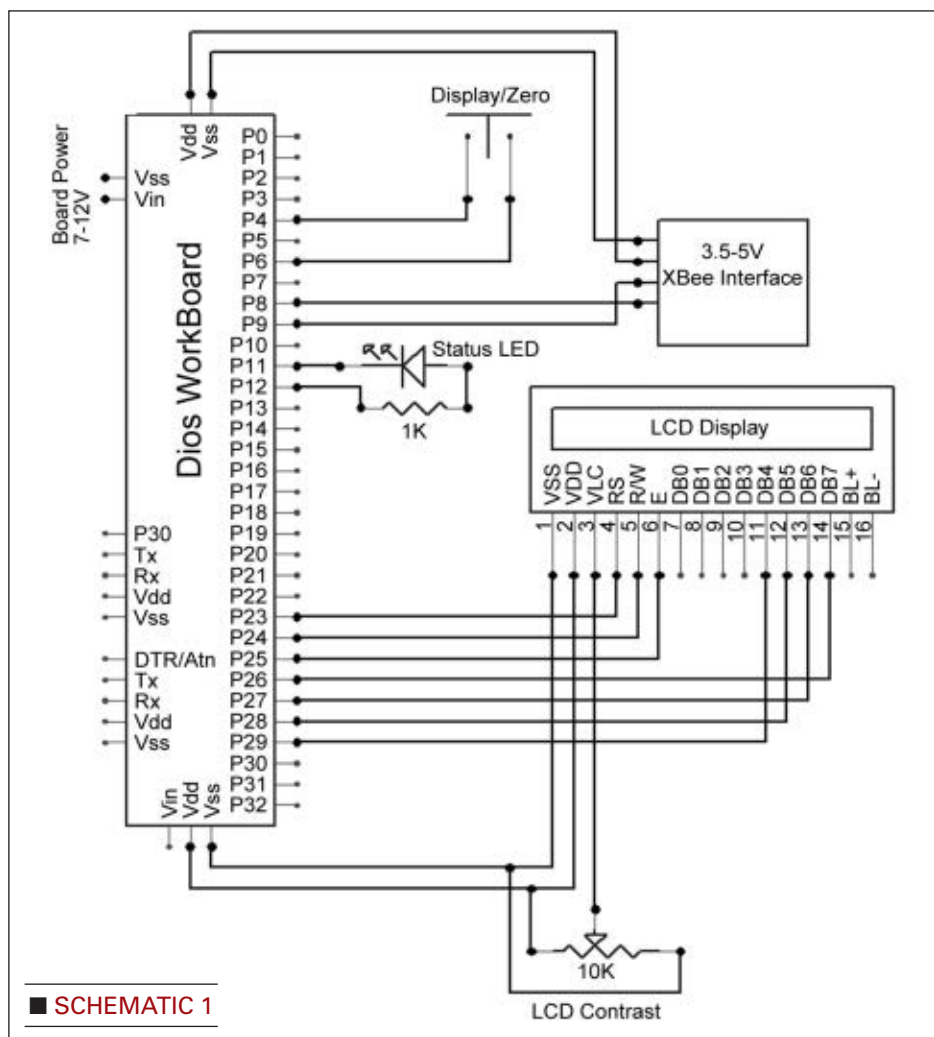 Vdd
Vss
Board Power
7-12V
Vss
Vin
Dios WorkBoard
P30
Tx
Rx
Vdd
Vss
DTR/Atn
Tx
Rx
Vdd
Vss
Vin
Vdd
Vss
P0
P1
P2
P3
P4
P5
P6
P7
P8
P9
P10
P11
P12
P13
P14
P15
P16
P17
P18
P19
P20
P21
P22
P23
P24
P25
P26
P27
P28
P29
P30
P31
P32
Display/Zero
3.5-5V
XBee Interface
Status LED
1K
LCD Display
VSS
VDD
VLC
RS
R/W
E
DB0
DB1
DB2
DB3
DB4
DB5
DB6
DB7
BL+
BL-
1
2
3
4
5
6
7
8
9
10
11
12
13
14
15
16
10K
LCD Contrast
■ SCHEMATIC 1